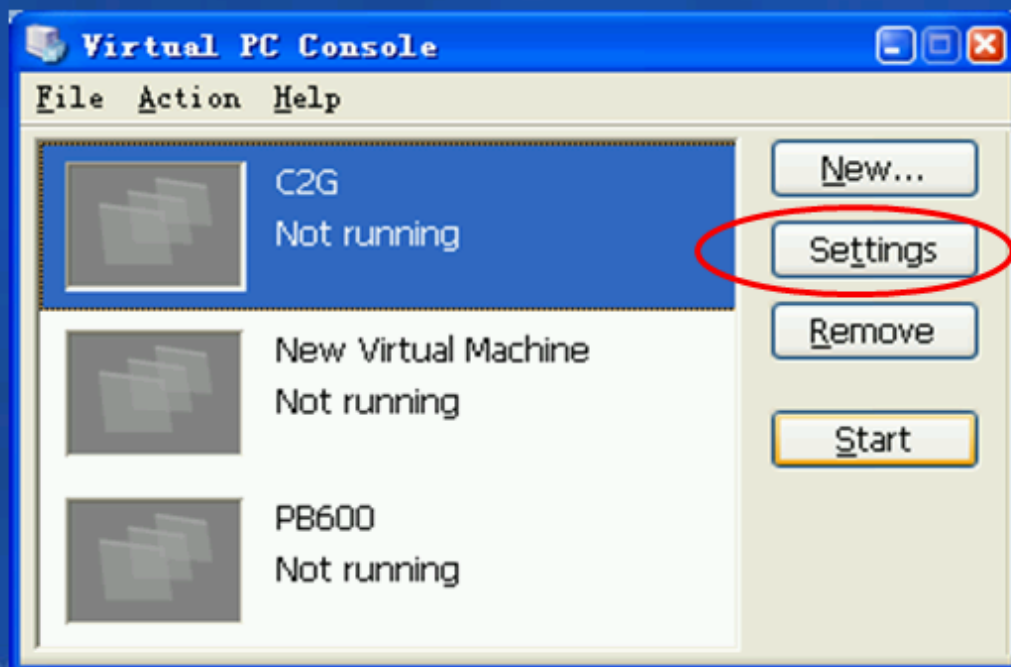 Virtual PC Console
File Action Help
C2G
Not running
New Virtual Machine
Not running
PB600
Not running
New...
Settings
Remove
Start